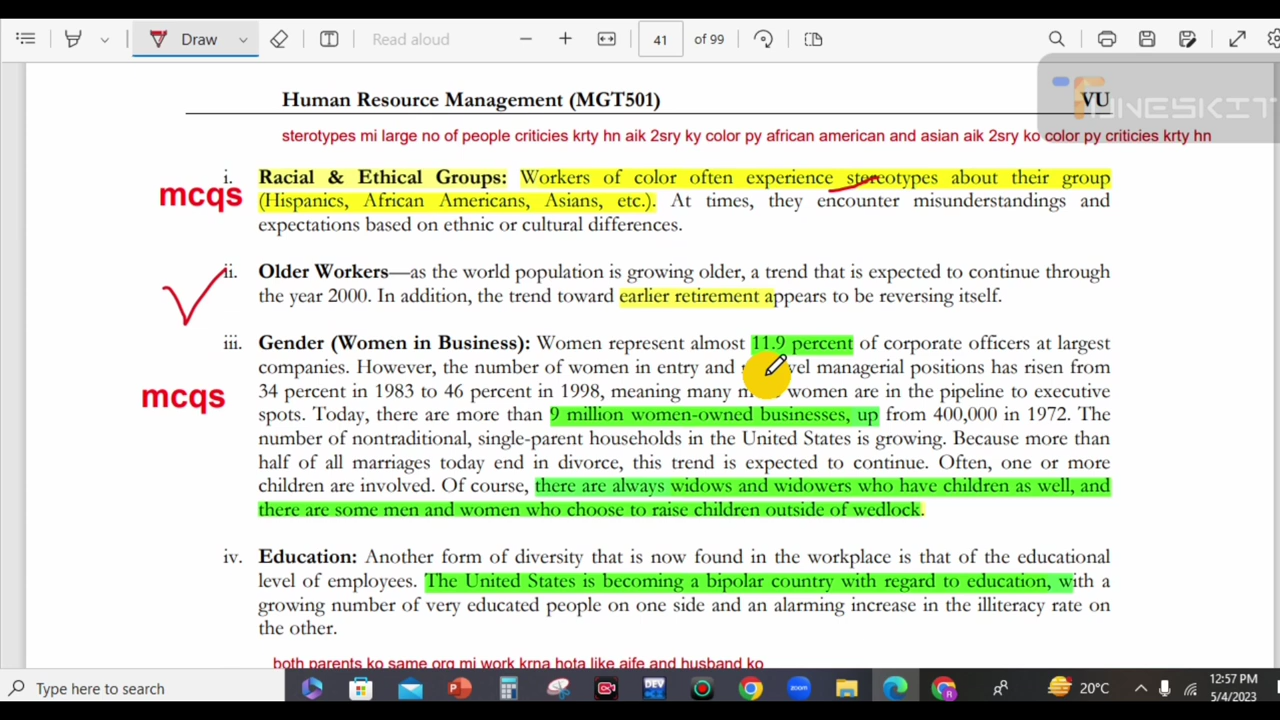 Draw
Read aloud
41
of 99
Human Resource Management (MGT501)
VU
TUNESKIT
sterotypes mi large no of people criticies krty hn aik 2sry ky color py african american and asian aik 2sry ko color py criticies krty hn
i. Racial & Ethical Groups: Workers of color often experience stereotypes about their group
mcqs
(Hispanics, African Americans, Asians, etc.). At times, they encounter misunderstandings and
expectations based on ethnic or cultural differences.
ii. Older Workers—as the world population is growing older, a trend that is expected to continue through
the year 2000. In addition, the trend toward earlier retirement appears to be reversing itself.
iii. Gender (Women in Business): Women represent almost 11.9 percent of corporate officers at largest
companies. However, the number of women in entry and managerial positions has risen from
mcqs
34 percent in 1983 to 46 percent in 1998, meaning many women are in the pipeline to executive
spots. Today, there are more than 9 million women-owned businesses, up from 400,000 in 1972. The
number of nontraditional, single-parent households in the United States is growing. Because more than
half of all marriages today end in divorce, this trend is expected to continue. Often, one or more
children are involved. Of course, there are always widows and widowers who have children as well, and
there are some men and women who choose to raise children outside of wedlock.
iv. Education: Another form of diversity that is now found in the workplace is that of the educational
level of employees. The United States is becoming a bipolar country with regard to education, with a
growing number of very educated people on one side and an alarming increase in the illiteracy rate on
the other.
both parents ko same org mi work krna hota like aife and husband ko
Type here to search
DEV
zoom
R
20°C
12:57 PM
5/4/2023